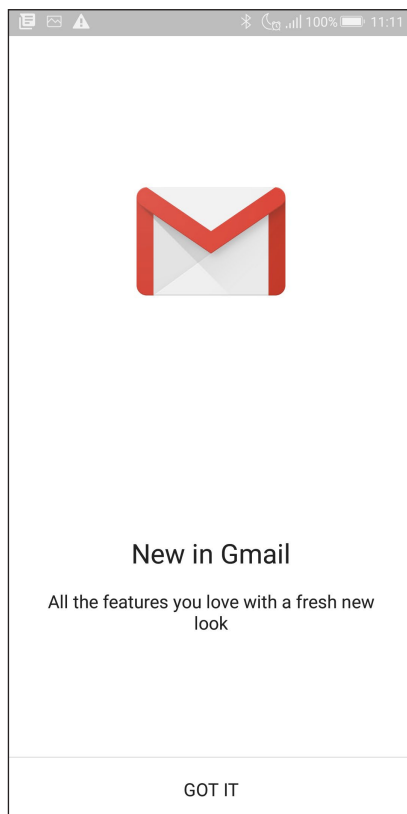 100% 11:11
New in Gmail
All the features you love with a fresh new
look
GOT IT